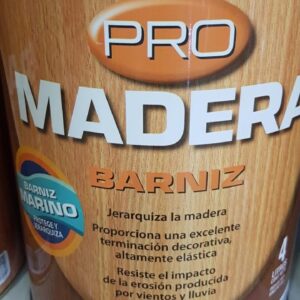 PRO
MADERA
BARNIZ
BARNIZ
MARINO
PROTEGE Y
JERARQUIZA
Jerarquiza la madera
Proporciona una excelente
terminación decorativa,
altamente elástica
Resiste el impacto
de la erosión producida
por vientos y lluvia
4